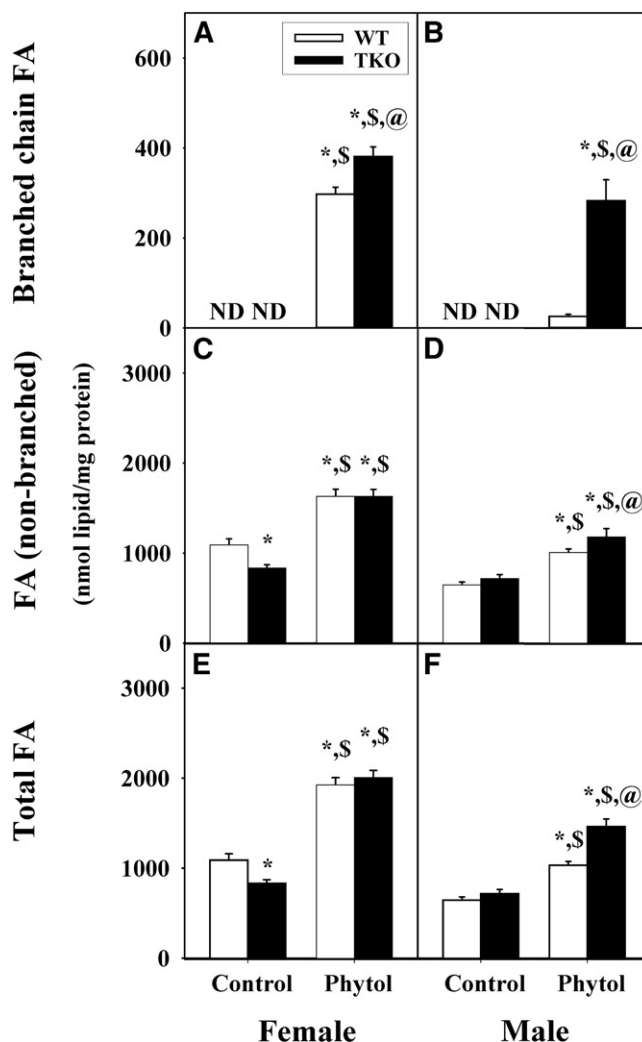 A
WT
TKO
B
Branched chain FA
600
400
200
0
*,$
*,$,@
*,$,@
ND ND
ND ND
C
D
FA (non-branched)
(nmol lipid/mg protein)
3000
2000
1000
0
*
*,$ *,$
*,$
*,$,@
E
F
Total FA
3000
2000
1000
0
*
*,$
*,$
*,$
*,$,@
Control Phytol Control Phytol
Female Male